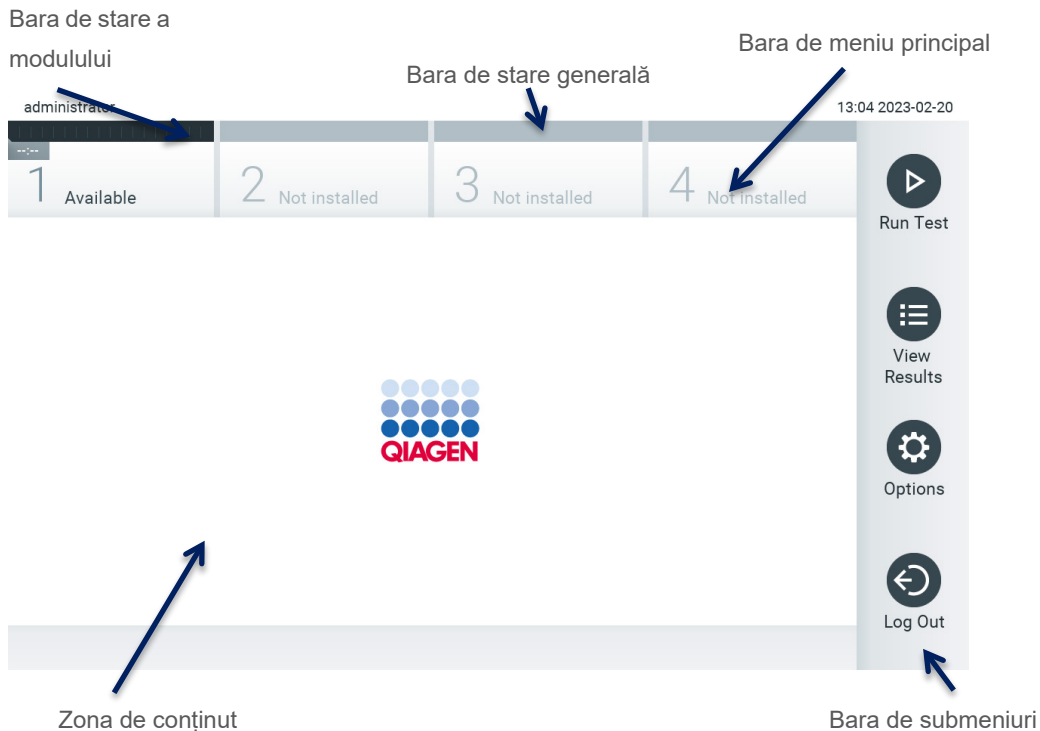 Bara de stare a
modulului
Bara de meniu principal
Bara de stare generală
administrator
13:04 2023-02-20
--:--
1 Available
2 Not installed
3 Not installed
4 Not installed
Run Test
View
Results
QIAGEN
Options
Log Out
Zona de conținut
Bara de submeniuri